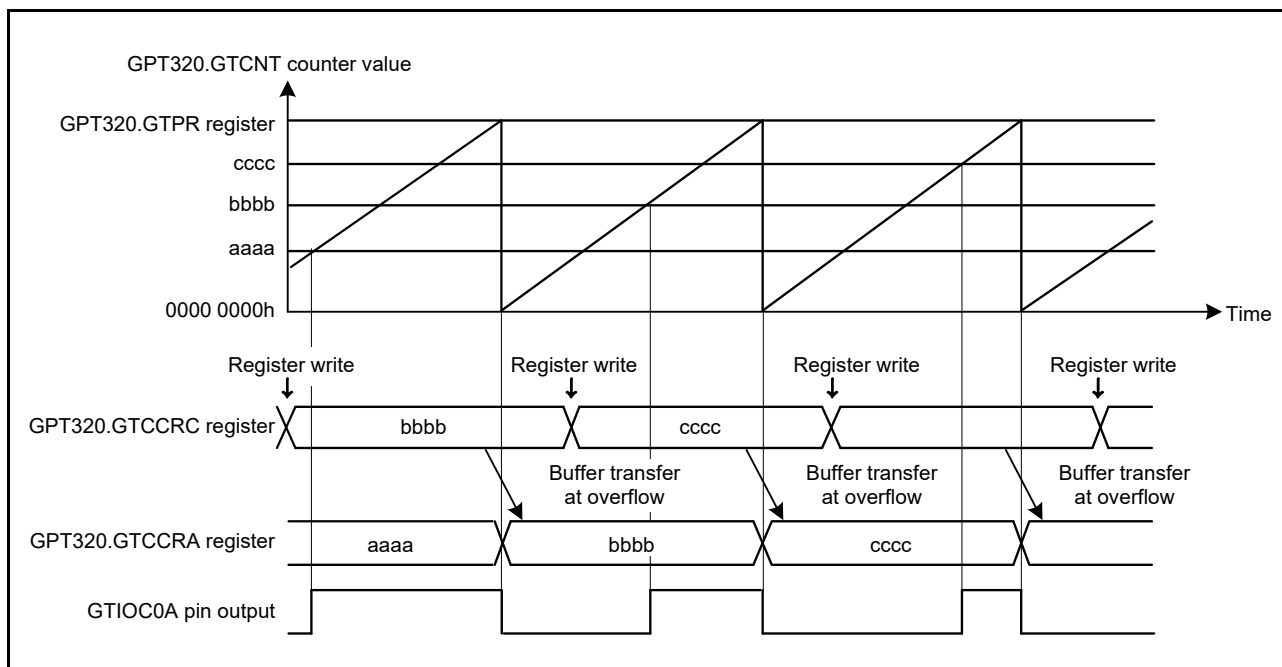 GPT320.GTCNT counter value
GPT320.GTPR register
cccc
bbbb
aaaa
0000 0000h
Time
Register write
Register write
Register write
Register write
GPT320.GTCCRC register
bbbb
cccc
Buffer transfer
at overflow
Buffer transfer
at overflow
Buffer transfer
at overflow
GPT320.GTCCRA register
aaaa
bbbb
cccc
GTIOC0A pin output